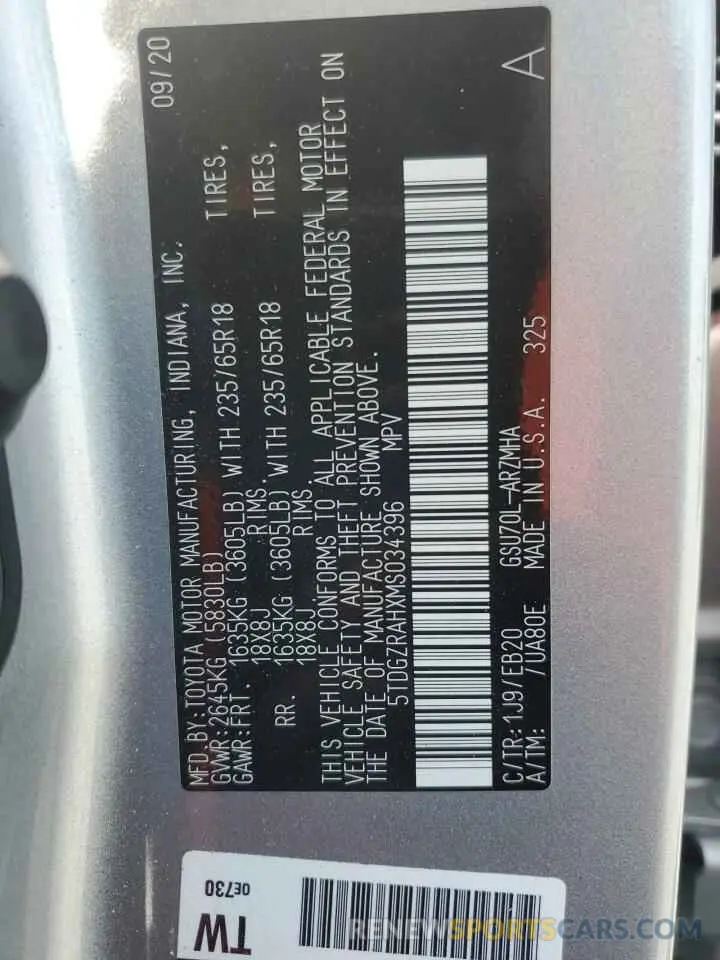 09/20
MFD.BY:TOYOTA MOTOR MANUFACTURING, INDIANA, INC.
GVWR:2645KG (5830LB)
GAWR:FRT. 1635KG (3605LB) WITH 235/65R18 TIRES,
18X8J RIMS.
RR. 1635KG (3605LB) WITH 235/65R18 TIRES,
18X8J RIMS.
THIS VEHICLE CONFORMS TO ALL APPLICABLE FEDERAL MOTOR
VEHICLE SAFETY AND THEFT PREVENTION STANDARDS IN EFFECT ON
THE DATE OF MANUFACTURE SHOWN ABOVE.
5TDGZRAHXMS034396 MPV
A
C/TR:1J9/EB20 GSU70L-ARZMHA
A/TM: /UA80E MADE IN U.S.A. 325
TW
QE730
RENEWSPORTSCARS.COM